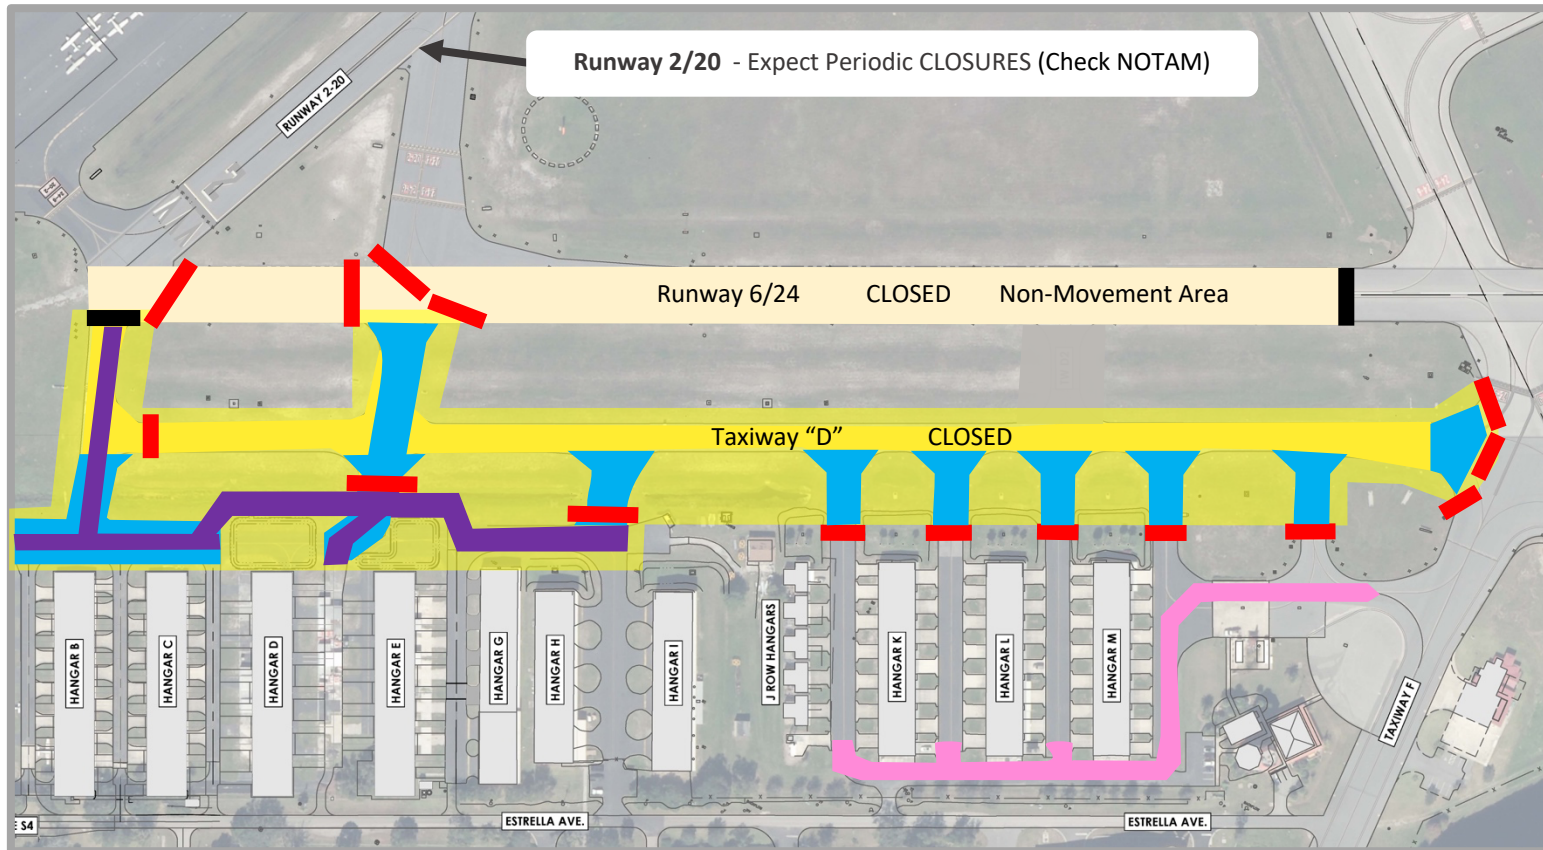 Runway 2/20 - Expect Periodic CLOSURES (Check NOTAM)
RUNWAY 2-20
Runway 6/24 CLOSED Non-Movement Area
Taxiway “D” CLOSED
HANGAR B
HANGAR C
HANGAR D
HANGAR E
HANGAR G
HANGAR H
HANGAR I
J ROW HANGARS
HANGAR K
HANGAR L
HANGAR M
TAXIWAY F
E S4
ESTRELLA AVE.
ESTRELLA AVE.